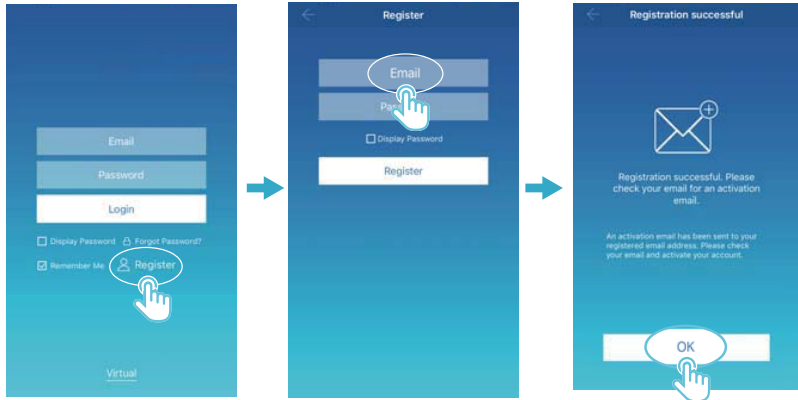 Email
Password
Login
Display Password Forgot Password?
Remember Me Register
Virtual
Register
Email
Display Password
Register
Registration successful
Registration successful. Please
check your email for an activation
email.
An activation email has been sent to your
registered email address. Please check
your email and activate your account.
OK